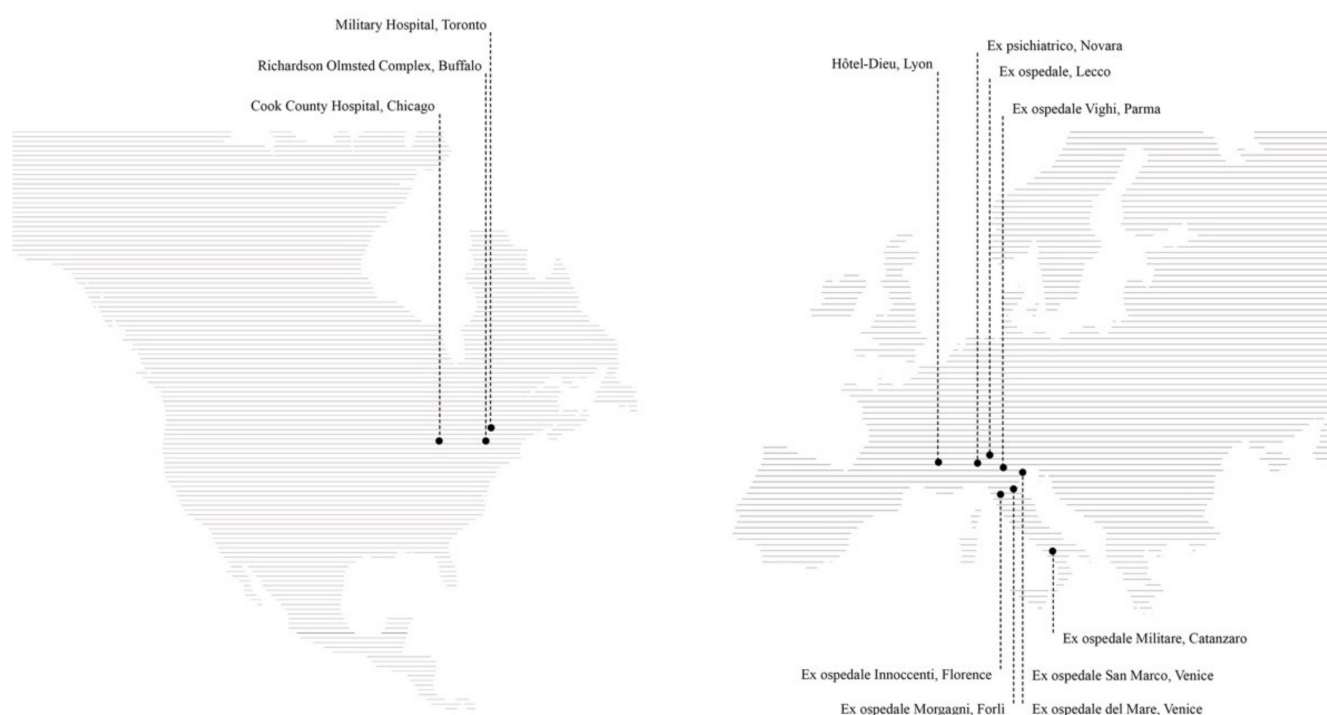 Military Hospital, Toronto
Richardson Olmsted Complex, Buffalo
Cook County Hospital, Chicago
Ex psichiatrico, Novara
Hôtel-Dieu, Lyon
Ex ospedale, Lecco
Ex ospedale Vighi, Parma
Ex ospedale Militare, Catanzaro
Ex ospedale Innoccenti, Florence
Ex ospedale San Marco, Venice
Ex ospedale Morgagni, Forlì
Ex ospedale del Mare, Venice